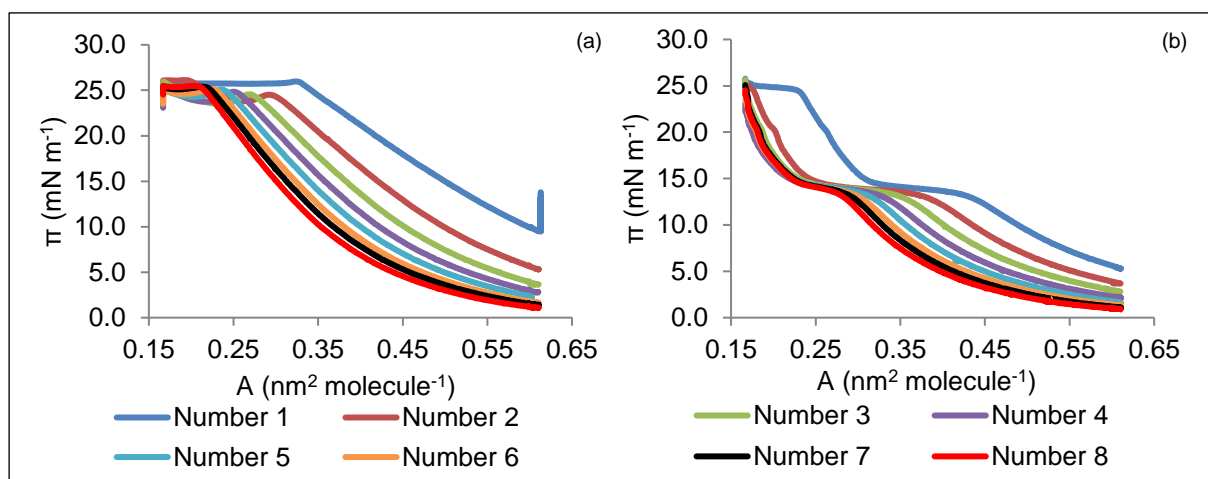 (a)
30.0
25.0
20.0
15.0
10.0
5.0
0.0
π (mN m⁻¹)
0.15 0.25 0.35 0.45 0.55 0.65
A (nm² molecule⁻¹)
(b)
30.0
25.0
20.0
15.0
10.0
5.0
0.0
π (mN m⁻¹)
0.15 0.25 0.35 0.45 0.55 0.65
A (nm² molecule⁻¹)
Number 1 Number 2 Number 3 Number 4
Number 5 Number 6 Number 7 Number 8